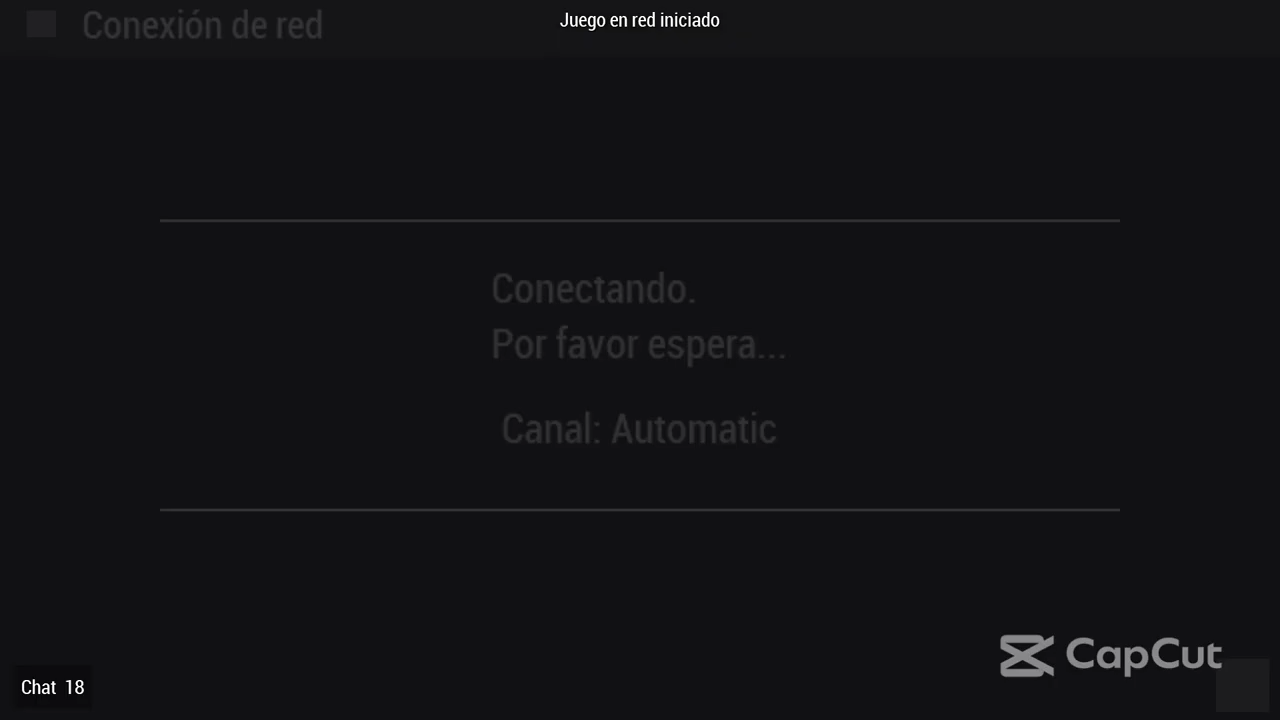 Conexión de red
Juego en red iniciado
Conectando.
Por favor espera...
Canal: Automatic
CapCut
Chat 18